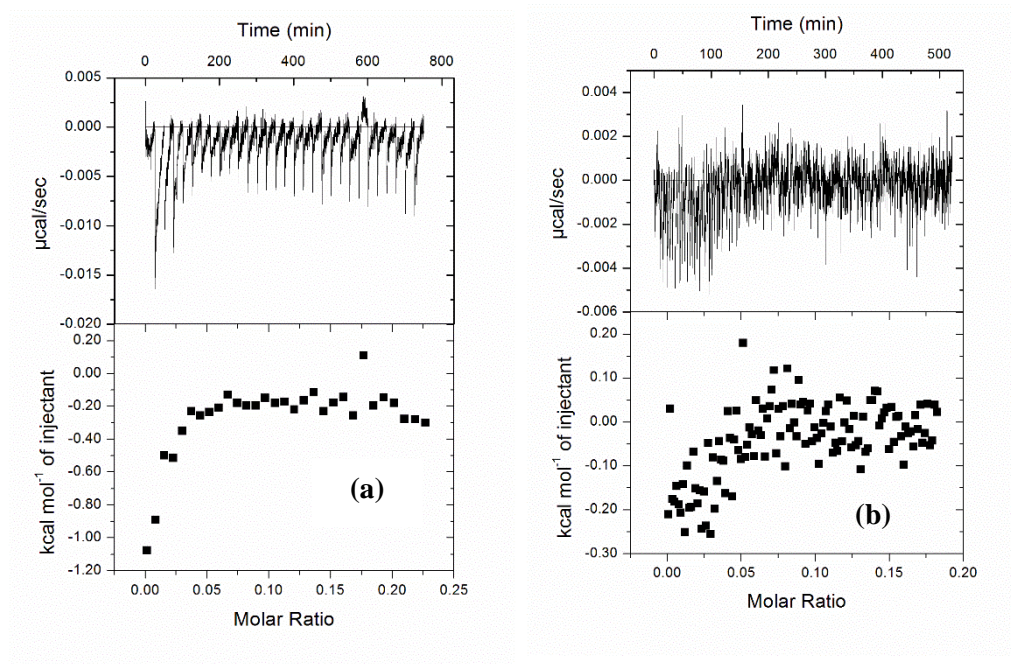 Time (min)
0 200 400 600 800
0.005
0.000
-0.005
-0.010
-0.015
-0.020
µcal/sec
0.20
0.00
-0.20
-0.40
-0.60
-0.80
-1.00
-1.20
kcal mol⁻¹ of injectant
(a)
0.00 0.05 0.10 0.15 0.20 0.25
Molar Ratio
Time (min)
0 100 200 300 400 500
0.004
0.002
0.000
-0.002
-0.004
-0.006
µcal/sec
0.20
0.10
0.00
-0.10
-0.20
-0.30
kcal mol⁻¹ of injectant
(b)
0.00 0.05 0.10 0.15 0.20
Molar Ratio